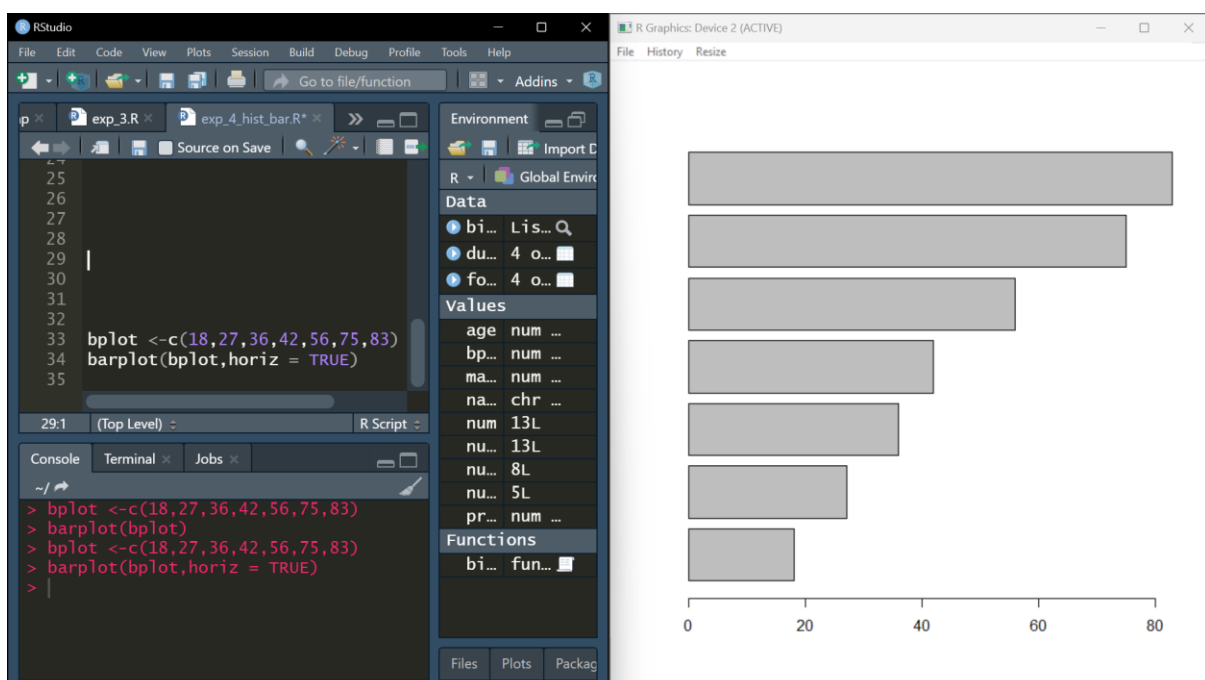 RStudio
File Edit Code View Plots Session Build Debug Profile Tools Help
Go to file/function Addins
exp_3.R exp_4_hist_bar.R*
Source on Save
25
26
27
28
29
30
31
32
33 bplot <-c(18,27,36,42,56,75,83)
34 barplot(bplot,horiz = TRUE)
35
29:1 (Top Level) R Script
Console Terminal Jobs
~/
> bplot <-c(18,27,36,42,56,75,83)
> barplot(bplot)
> bplot <-c(18,27,36,42,56,75,83)
> barplot(bplot,horiz = TRUE)
>
Environment
Import D
R Global Enviro
Data
bi… Lis…
du… 4 o…
fo… 4 o…
Values
age num …
bp… num …
ma… num …
na… chr …
num 13L
nu… 13L
nu… 8L
nu… 5L
pr… num …
Functions
bi… fun…
Files Plots Packag
R Graphics: Device 2 (ACTIVE)
File History Resize
0 20 40 60 80